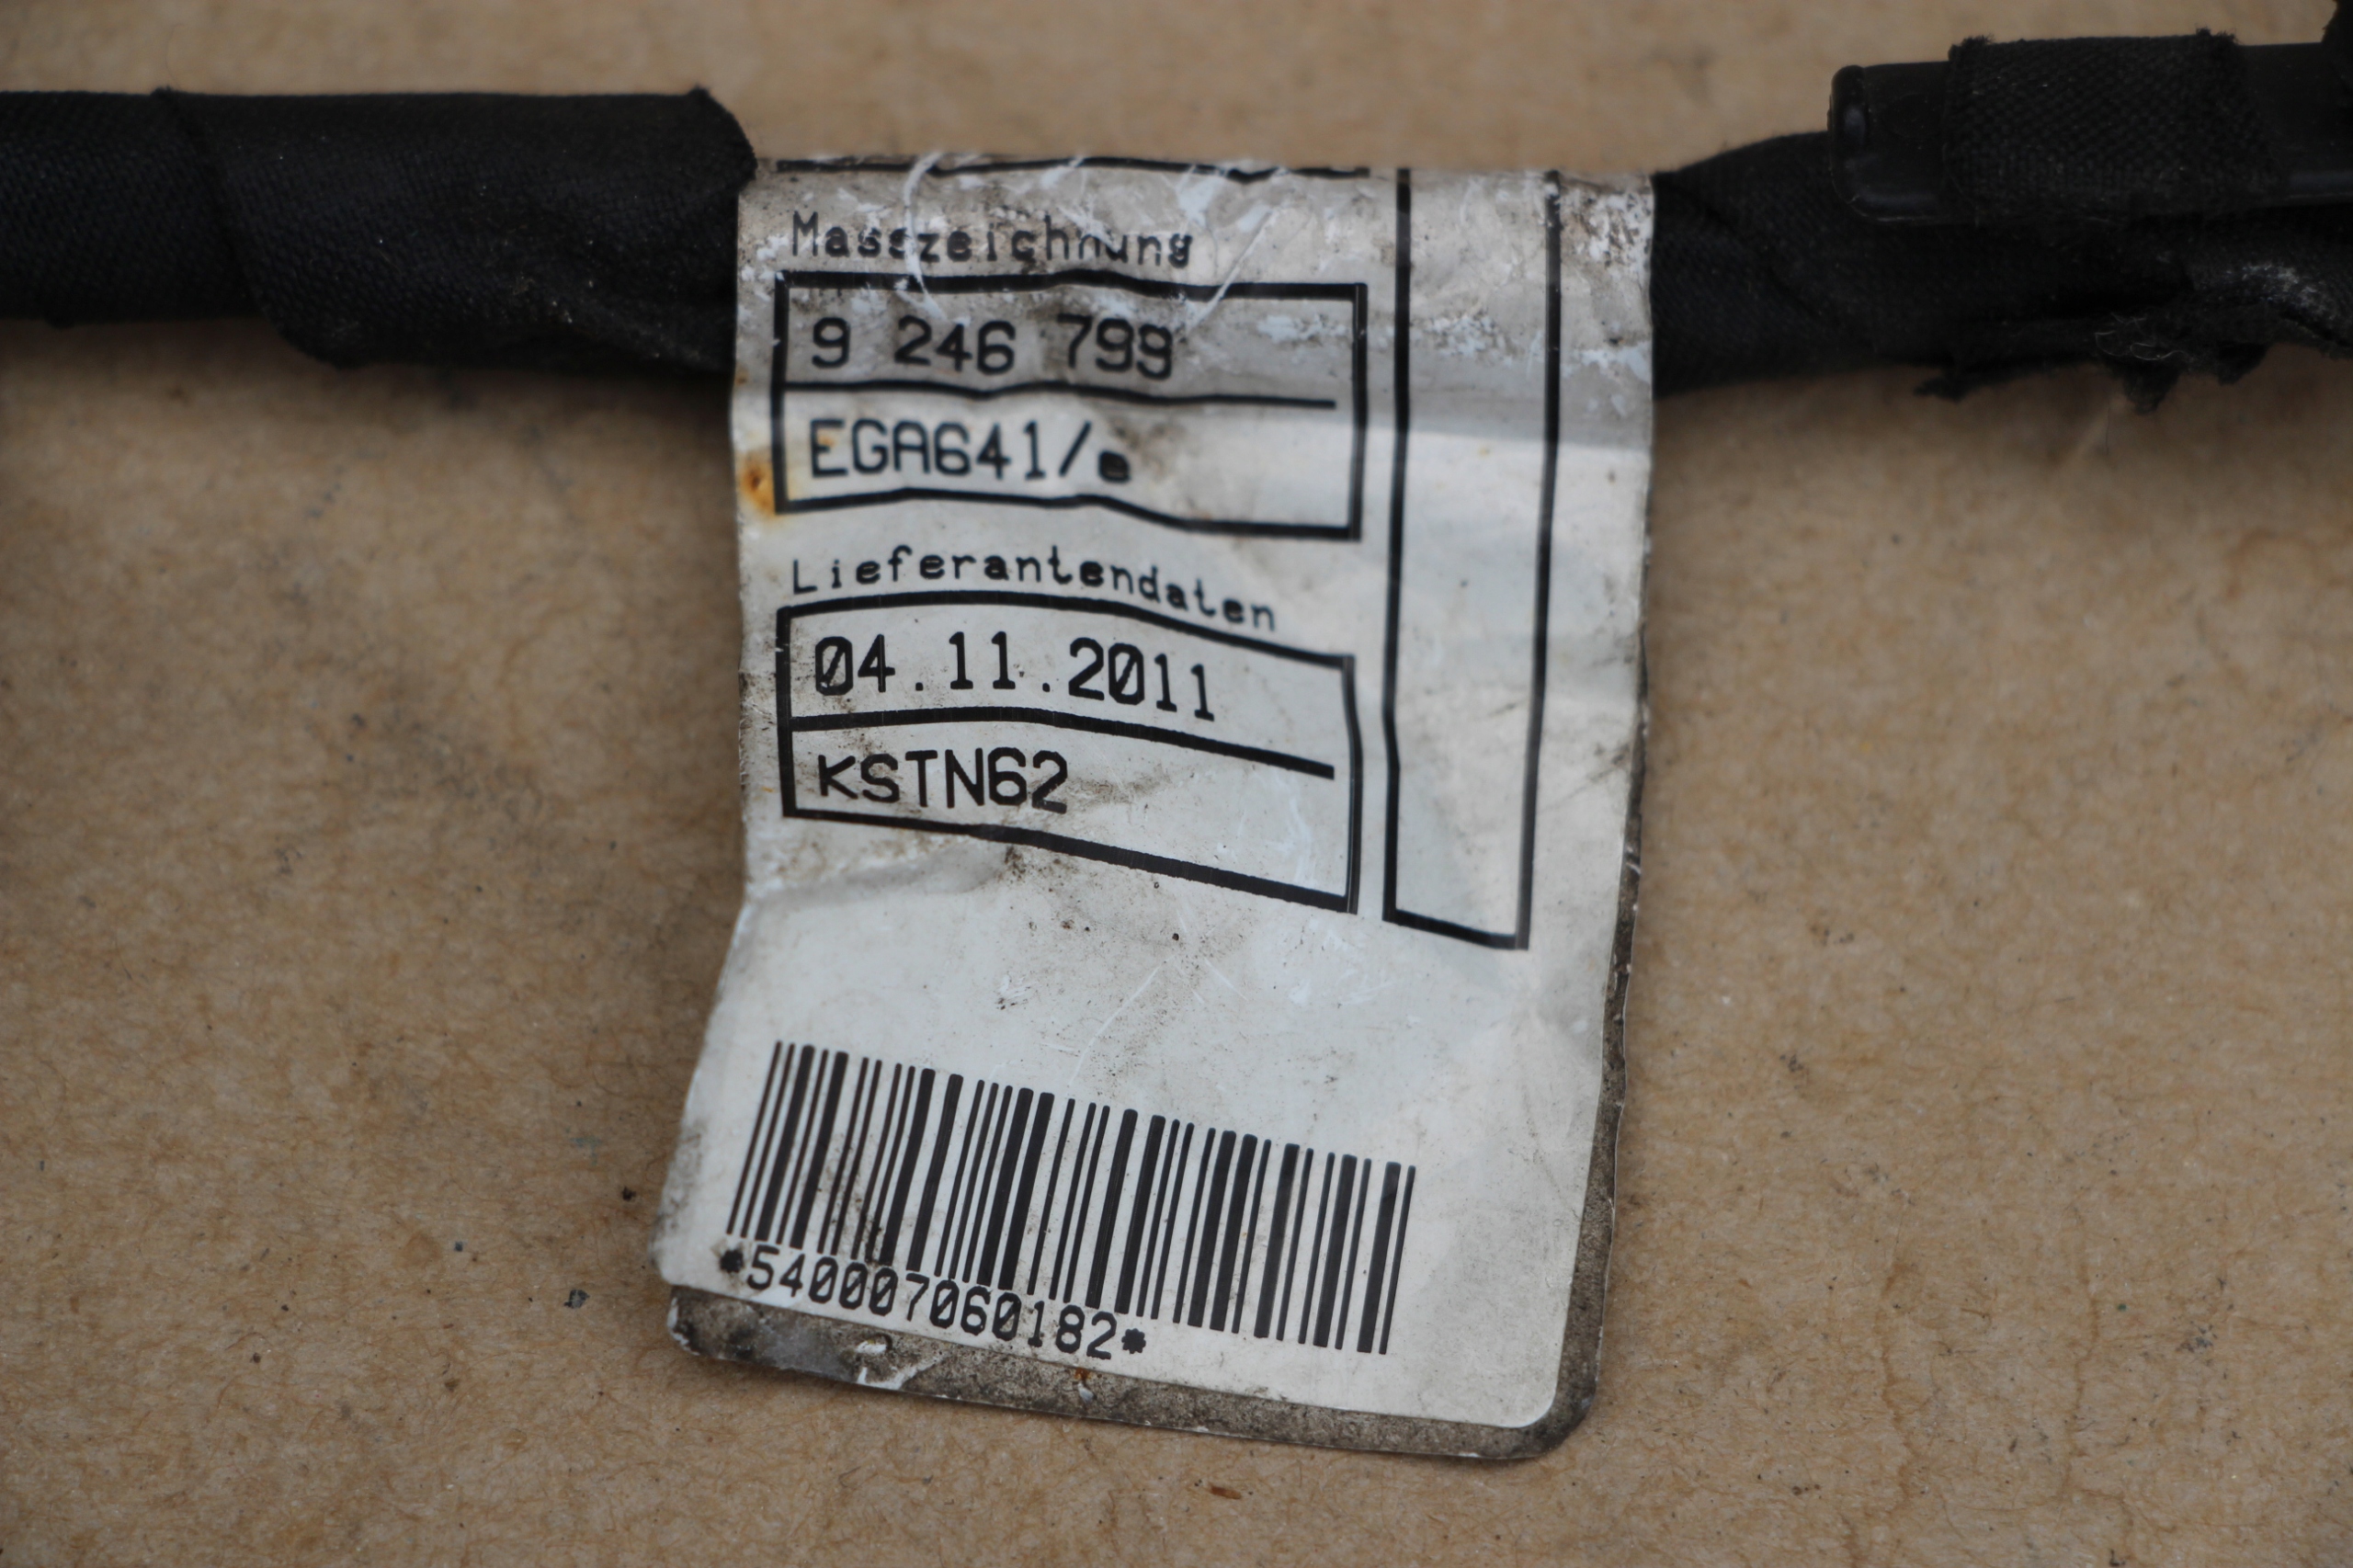 Masszeichnung
9 246 799
EGA641/e
Lieferantendaten
04.11.2011
KSTN62
*540007060182*